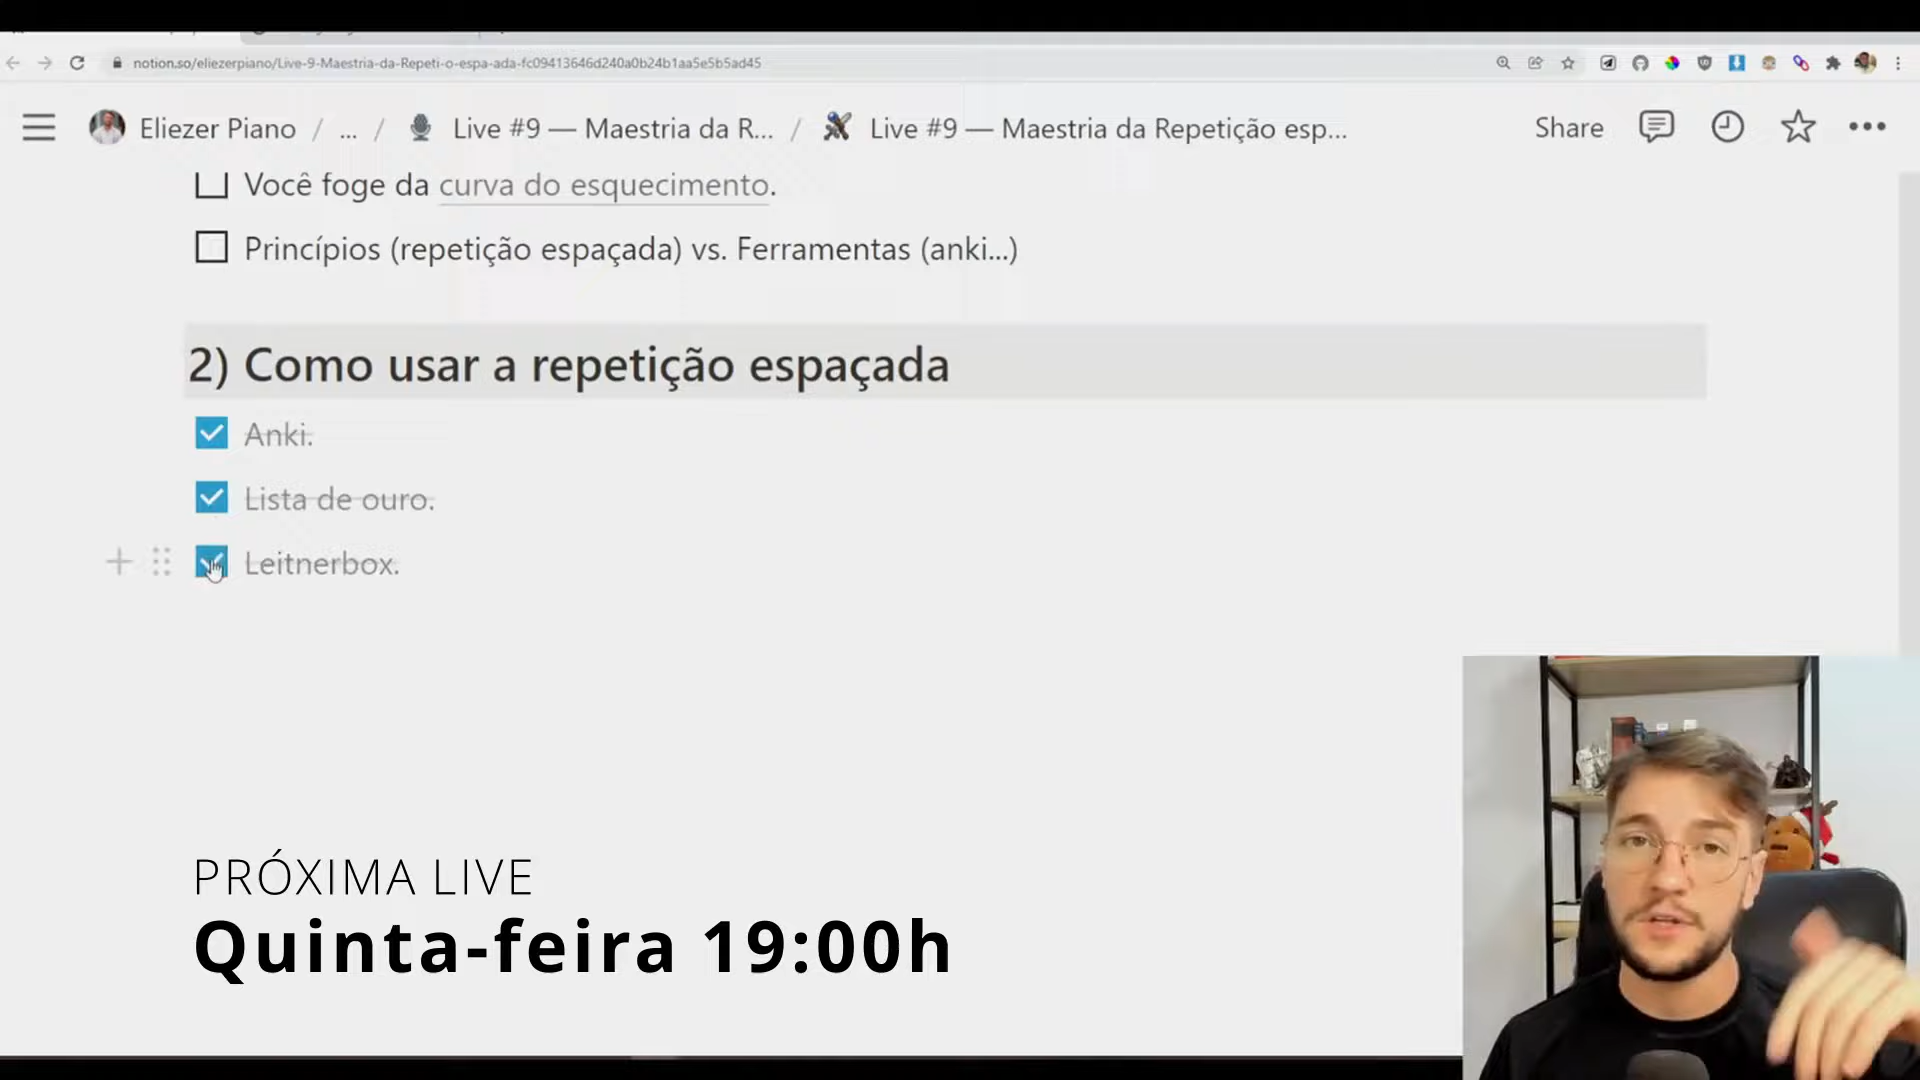 notion.so/eliezerpiano/Live-9-Maestria-da-Repeti-o-espa-ada-fc09413646d240a0b24b1aa5e5b5ad45
Eliezer Piano / ... / Live #9 — Maestria da R... / Live #9 — Maestria da Repetição esp...
Share
Você foge da curva do esquecimento.
Princípios (repetição espaçada) vs. Ferramentas (anki...)
2) Como usar a repetição espaçada
Anki.
Lista de ouro.
Leitnerbox.
PRÓXIMA LIVE
Quinta-feira 19:00h